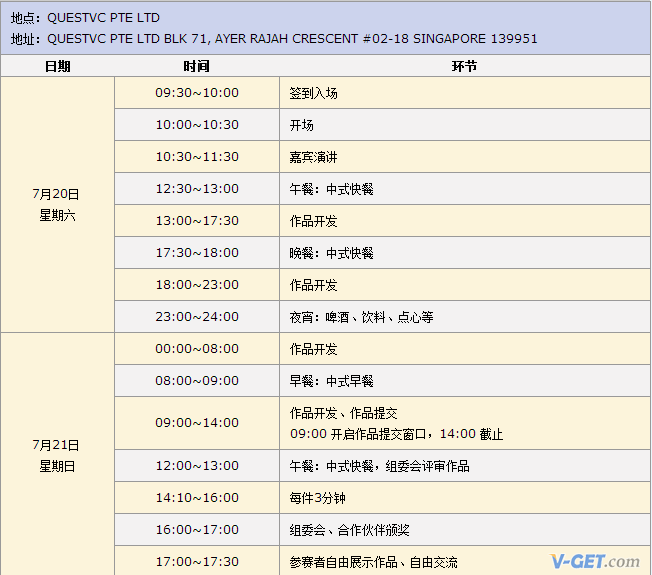 地点：QUESTVC PTE LTD
地址：QUESTVC PTE LTD BLK 71, AYER RAJAH CRESCENT #02-18 SINGAPORE 139951
日期 时间 环节
7月20日
星期六
09:30~10:00 签到入场
10:00~10:30 开场
10:30~11:30 嘉宾演讲
12:30~13:00 午餐：中式快餐
13:00~17:30 作品开发
17:30~18:00 晚餐：中式快餐
18:00~23:00 作品开发
23:00~24:00 夜宵：啤酒、饮料、点心等
7月21日
星期日
00:00~08:00 作品开发
08:00~09:00 早餐：中式早餐
09:00~14:00 作品开发、作品提交
09:00 开启作品提交窗口，14:00 截止
12:00~13:00 午餐：中式快餐，组委会评审作品
14:10~16:00 每件3分钟
16:00~17:00 组委会、合作伙伴颁奖
17:00~17:30 参赛者自由展示作品、自由交流
V-GET.com